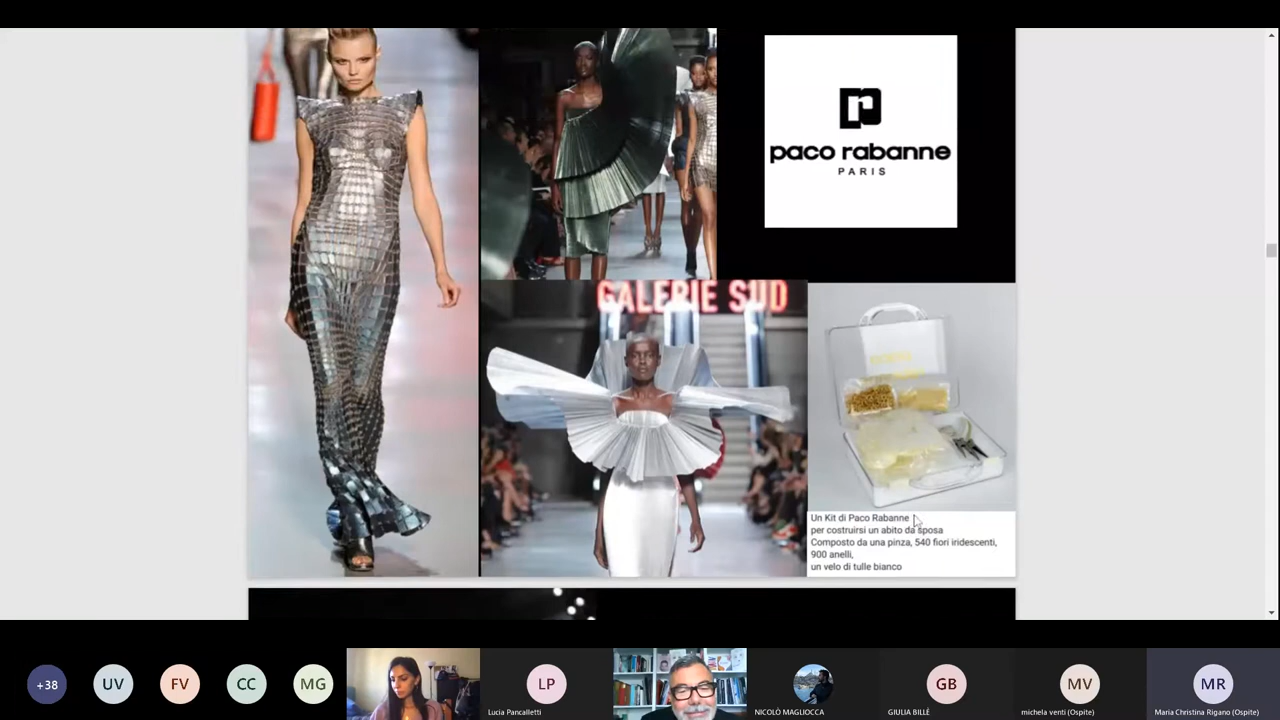 paco rabanne
PARIS
GALERIE SUD
Un Kit di Paco Rabanne
per costruirsi un abito da sposa
Composto da una pinza, 540 fiori iridescenti,
900 anelli,
un velo di tulle bianco
+38
UV
FV
CC
MG
LP
Lucia Pancalletti
NICOLÒ MAGLIOCCA
GB
GIULIA BILLÈ
MV
michela venti (Ospite)
MR
Maria Christina Rigano (Ospite)